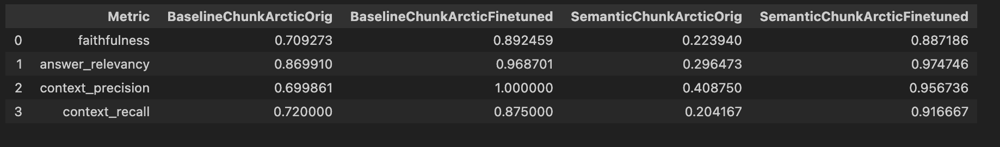 Metric BaselineChunkArcticOrig BaselineChunkArcticFinetuned SemanticChunkArcticOrig SemanticChunkArcticFinetuned
0 faithfulness 0.709273 0.892459 0.223940 0.887186
1 answer_relevancy 0.869910 0.968701 0.296473 0.974746
2 context_precision 0.699861 1.000000 0.408750 0.956736
3 context_recall 0.720000 0.875000 0.204167 0.916667